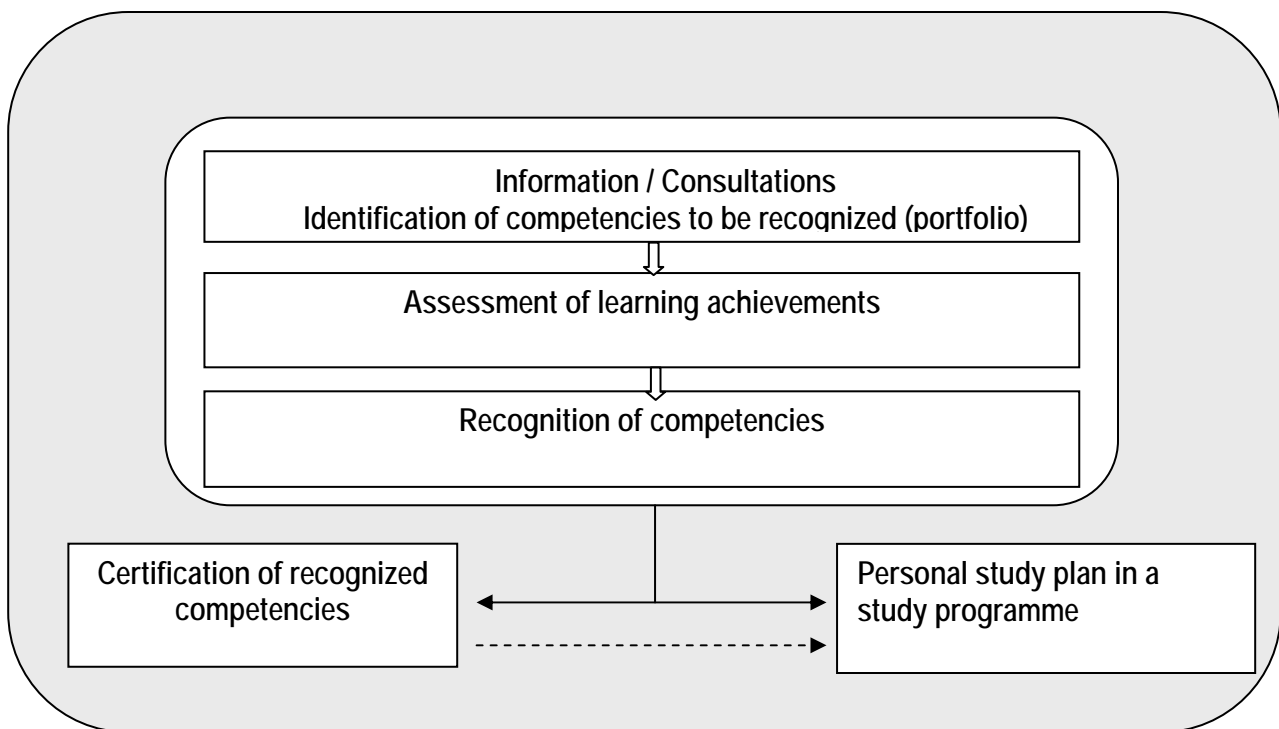 Information / Consultations
Identification of competencies to be recognized (portfolio)
Assessment of learning achievements
Recognition of competencies
Certification of recognized
competencies
Personal study plan in a
study programme